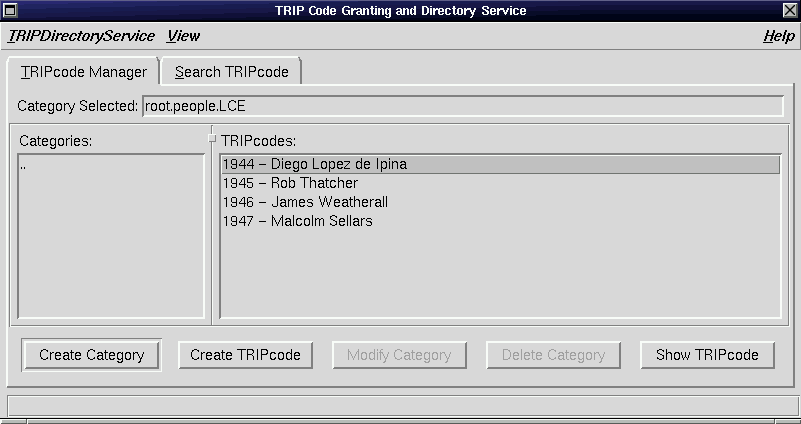 TRIP Code Granting and Directory Service
TRIPDirectoryService View Help
TRIPcode Manager Search TRIPcode
Category Selected: root.people.LCE
Categories: TRIPcodes:
..
1944 – Diego Lopez de Ipina
1945 – Rob Thatcher
1946 – James Weatherall
1947 – Malcolm Sellars
Create Category Create TRIPcode Modify Category Delete Category Show TRIPcode